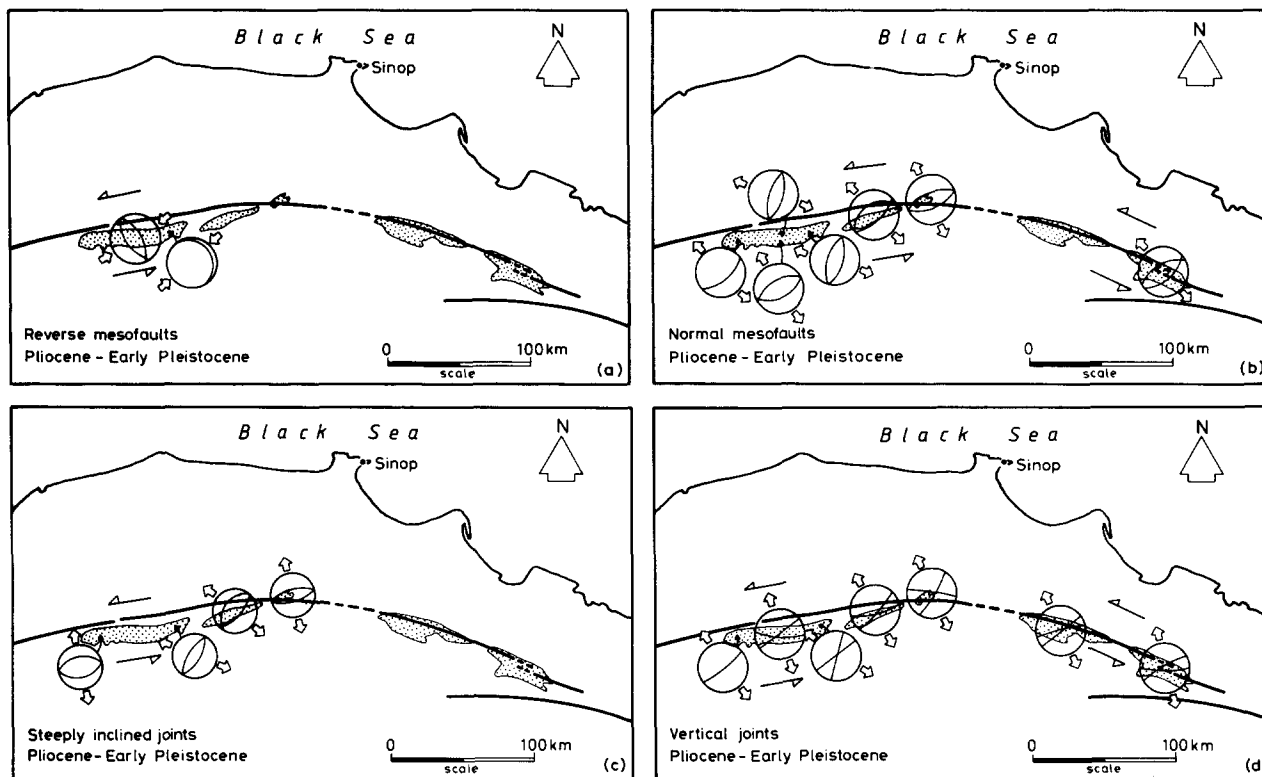 Black Sea
N
Sinop
Reverse mesofaults
Pliocene-Early Pleistocene
0 100km
scale
(a)
Black Sea
N
Sinop
Normal mesofaults
Pliocene-Early Pleistocene
0 100km
scale
(b)
Black Sea
N
Sinop
Steeply inclined joints
Pliocene-Early Pleistocene
0 100km
scale
(c)
Black Sea
N
Sinop
Vertical joints
Pliocene-Early Pleistocene
0 100km
scale
(d)